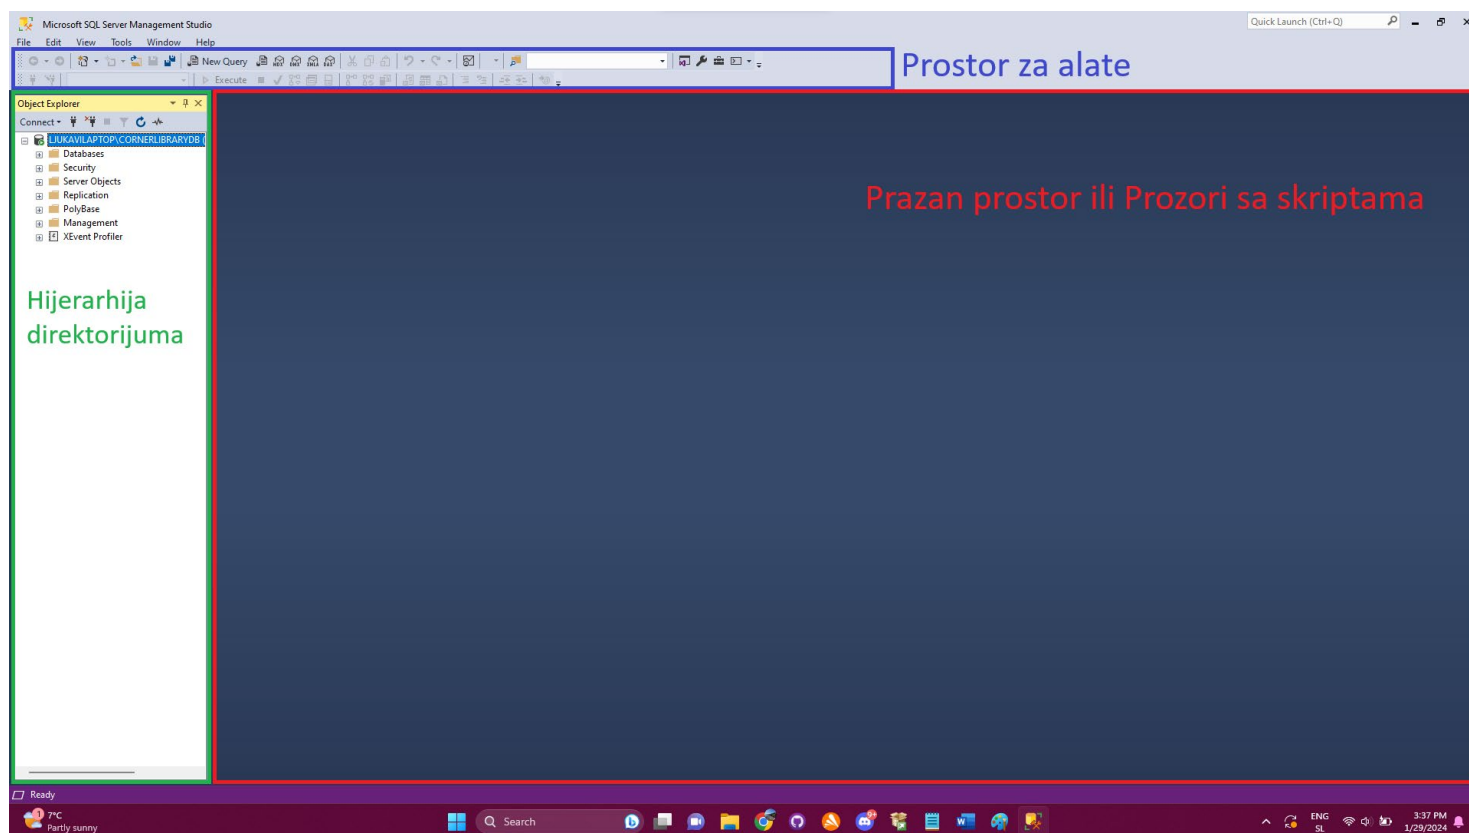 Microsoft SQL Server Management Studio
Quick Launch (Ctrl+Q)
File Edit View Tools Window Help
New Query
Execute
Prostor za alate
Object Explorer
Connect
LJUKAVILAPTOP\CORNERLIBRARYDB (
Databases
Security
Server Objects
Replication
PolyBase
Management
XEvent Profiler
Prazan prostor ili Prozori sa skriptama
Hijerarhija
direktorijuma
Ready
1
7°C
Partly sunny
Search
ENG
SL
3:37 PM
1/29/2024